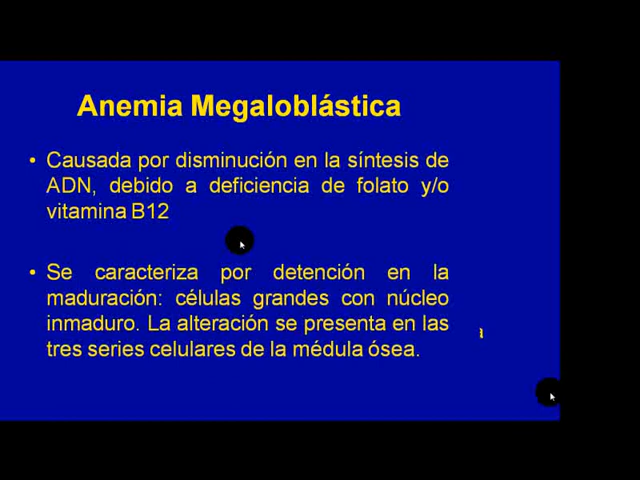 Anemia Megaloblástica
• Causada por disminución en la síntesis de
ADN, debido a deficiencia de folato y/o
vitamina B12
• Se caracteriza por detención en la
maduración: células grandes con núcleo
inmaduro. La alteración se presenta en las
tres series celulares de la médula ósea.
a